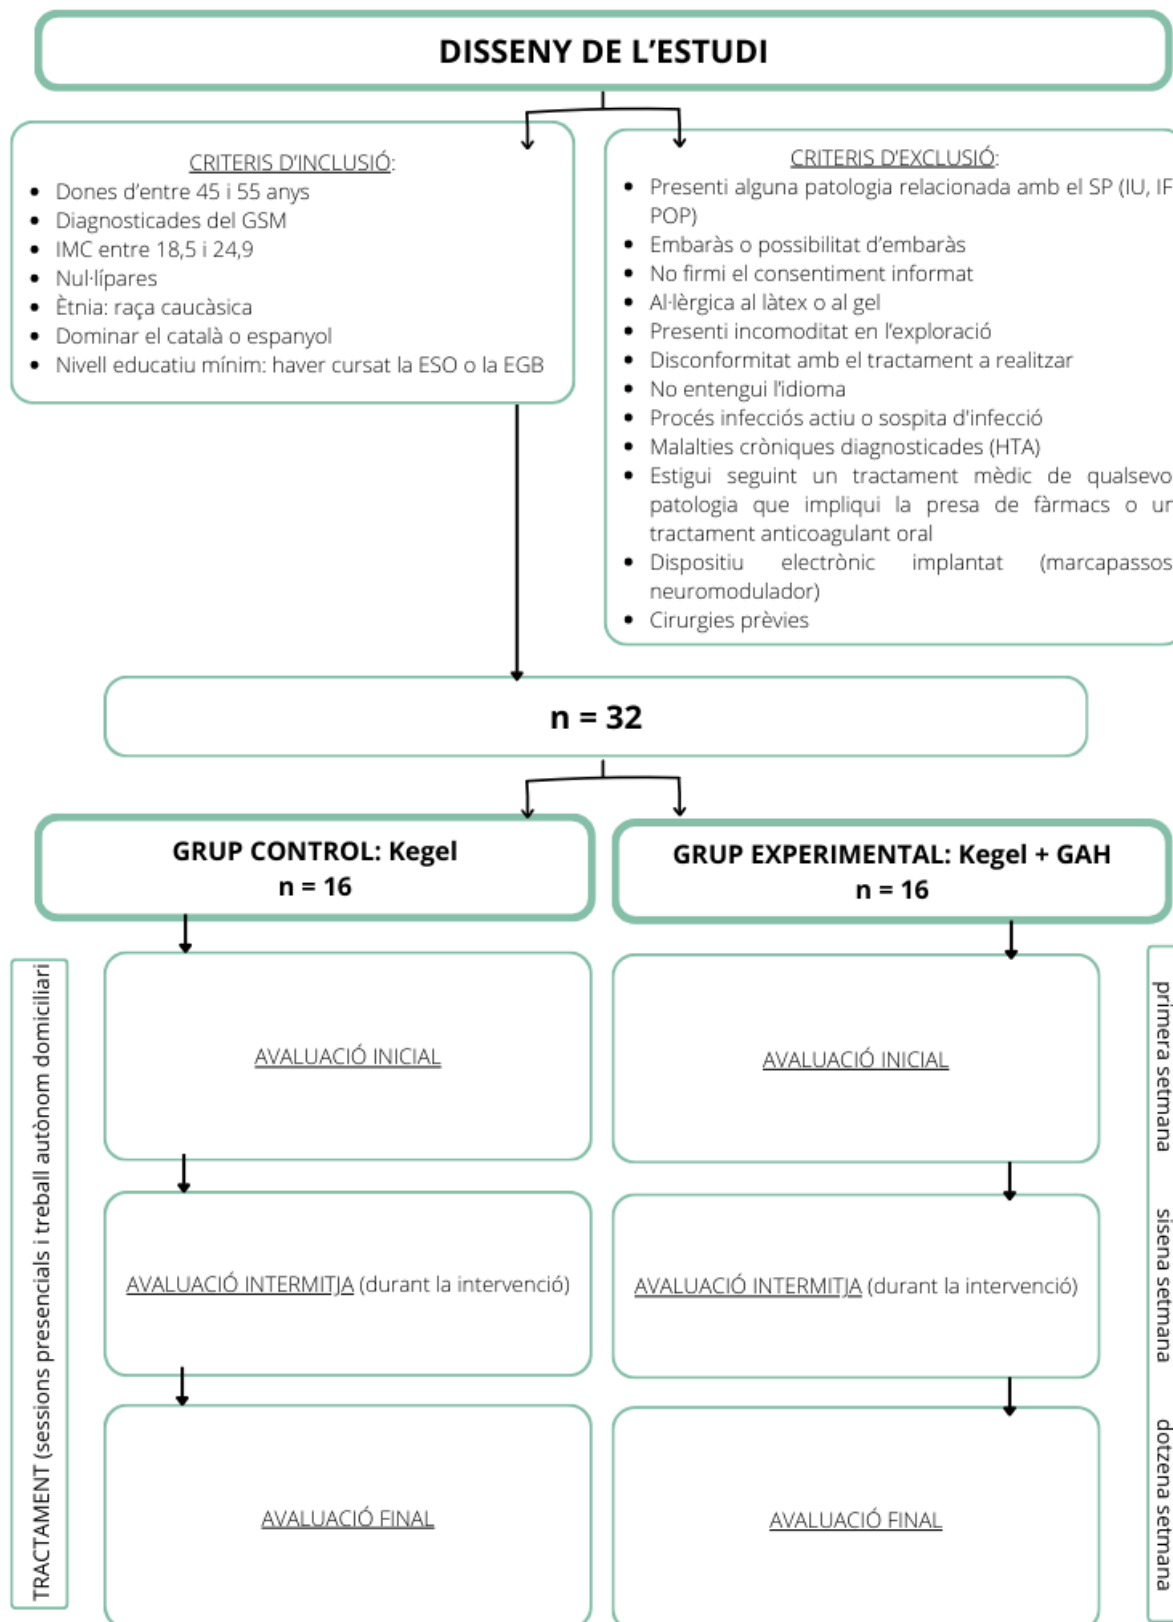 DISSENY DE L'ESTUDI
CRITERIS D'INCLUSIÓ:
Dones d'entre 45 i 55 anys
Diagnosticades del GSM
IMC entre 18,5 i 24,9
Nul·lípares
Ètnia: raça caucàsica
Dominar el català o espanyol
Nivell educatiu mínim: haver cursat la ESO o la EGB
CRITERIS D'EXCLUSIÓ:
Presenti alguna patologia relacionada amb el SP (IU, IF
POP)
Embaràs o possibilitat d'embaràs
No firmi el consentiment informat
Al·lèrgica al làtex o al gel
Presenti incomoditat en l'exploració
Disconformitat amb el tractament a realitzar
No entengui l'idioma
Procés infecciós actiu o sospita d'infecció
Malalties cròniques diagnosticades (HTA)
Estigui seguint un tractament mèdic de qualsevo
patologia que impliqui la presa de fàrmacs o un
tractament anticoagulant oral
Dispositiu electrònic implantat (marcapassos
neuromodulador)
Cirurgies prèvies
n = 32
GRUP CONTROL: Kegel
n = 16
GRUP EXPERIMENTAL: Kegel + GAH
n = 16
TRACTAMENT (sessions presencials i treball autònom domiciliari
AVALUACIÓ INICIAL
AVALUACIÓ INICIAL
primera setmana
AVALUACIÓ INTERMITJA (durant la intervenció)
AVALUACIÓ INTERMITJA (durant la intervenció)
sisena setmana
AVALUACIÓ FINAL
AVALUACIÓ FINAL
dotzena setmana